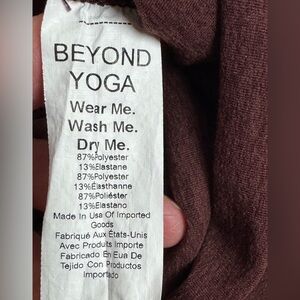 BEYOND
YOGA
Wear Me.
Wash Me.
Dry Me.
87%Polyester
13%Elastane
87%Polyester
13%Elasthanne
87%Poliéster
13%Elastano
Made In Usa Of Imported
Goods
Fabriqué Aux États-Unis
Avec Produits Importe
Fabricado En Eua De
Tejido Con Productos
Importado